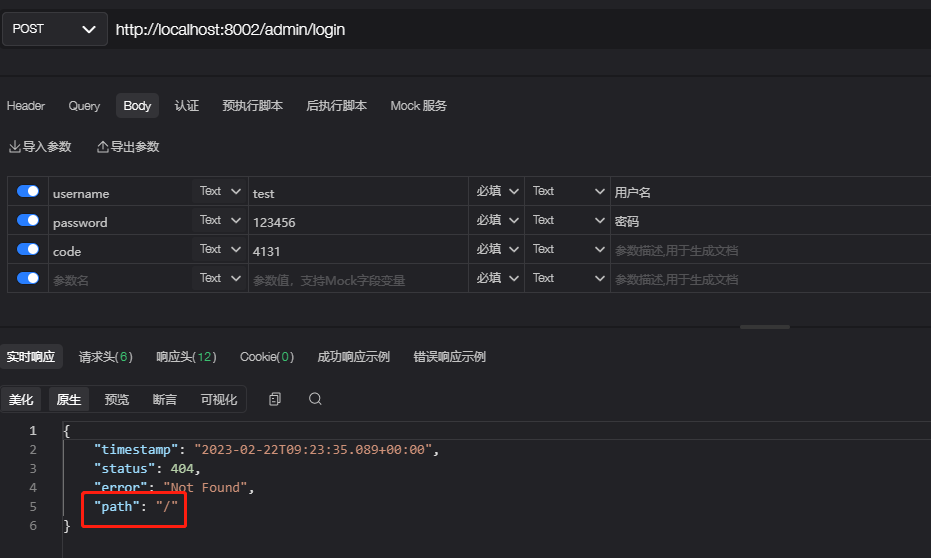 POST http://localhost:8002/admin/login
Header Query Body 认证 预执行脚本 后执行脚本 Mock 服务
导入参数 导出参数
username Text test 必填 Text 用户名
password Text 123456 必填 Text 密码
code Text 4131 必填 Text 参数描述,用于生成文档
参数名 Text 参数值，支持Mock字段变量 必填 Text 参数描述,用于生成文档
实时响应 请求头(6) 响应头(12) Cookie(0) 成功响应示例 错误响应示例
美化 原生 预览 断言 可视化
1 {
2 "timestamp": "2023-02-22T09:23:35.089+00:00",
3 "status": 404,
4 "error": "Not Found",
5 "path": "/"
6 }